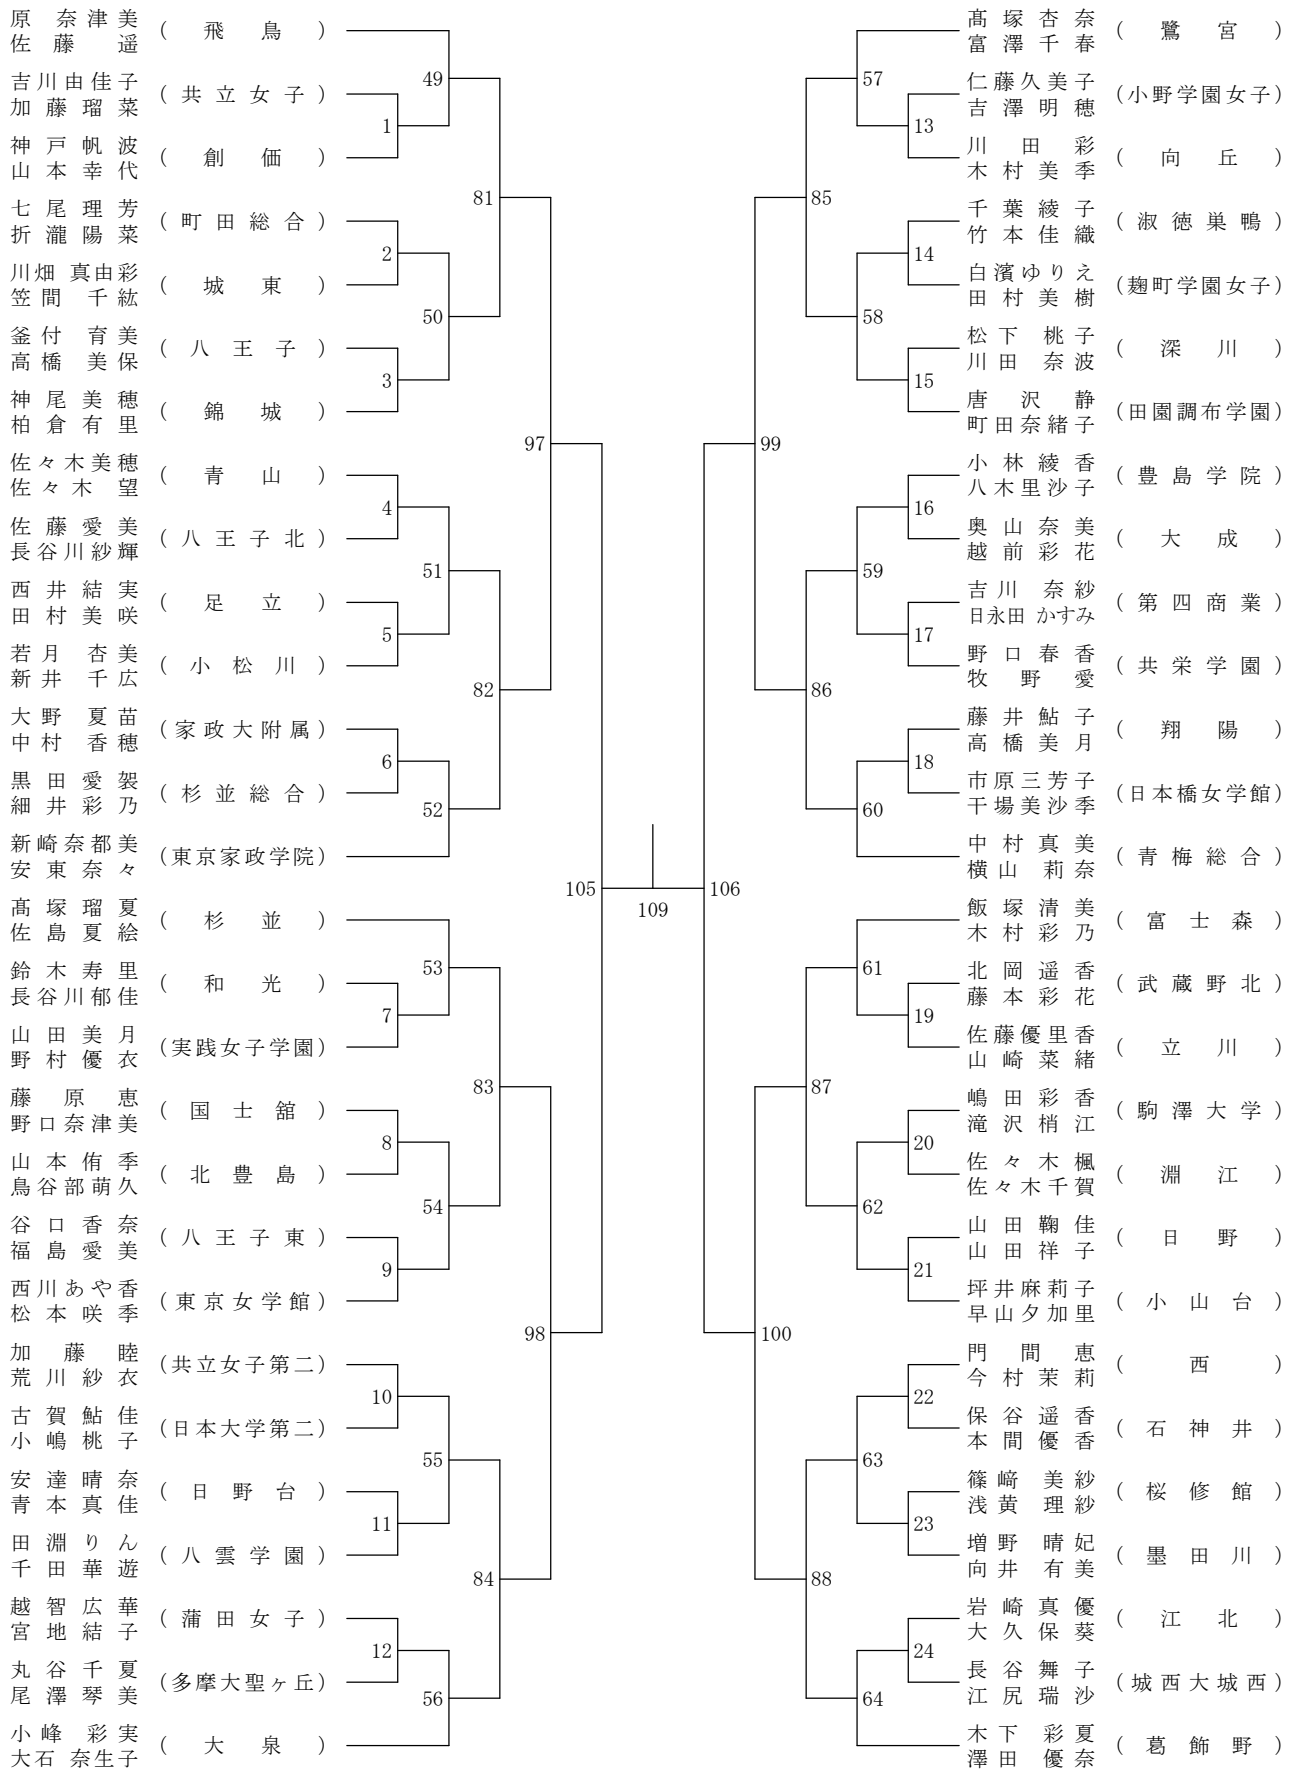 原 奈津美
佐藤 遥
(飛鳥)
吉川由佳子
加藤瑠菜
(共立女子)
神戸帆波
山本幸代
(創価)
七尾理芳
折瀧陽菜
(町田総合)
川畑 真由彩
笠間 千紘
(城東)
釜付 育美
高橋 美保
(八王子)
神尾美穂
柏倉有里
(錦城)
佐々木美穂
佐々木 望
(青山)
佐藤愛美
長谷川紗輝
(八王子北)
西井結実
田村美咲
(足立)
若月 杏美
新井 千広
(小松川)
大野 夏苗
中村 香穂
(家政大附属)
黒田愛袈
細井彩乃
(杉並総合)
新崎奈都美
安東奈々
(東京家政学院)
髙塚瑠夏
佐島夏絵
(杉並)
鈴木寿里
長谷川郁佳
(和光)
山田美月
野村優衣
(実践女子学園)
藤原恵
野口奈津美
(国士舘)
山本侑季
鳥谷部萌久
(北豊島)
谷口香奈
福島愛美
(八王子東)
西川あや香
松本咲季
(東京女学館)
加藤睦
荒川紗衣
(共立女子第二)
古賀鮎佳
小嶋桃子
(日本大学第二)
安達晴奈
青本真佳
(日野台)
田淵りん
千田華遊
(八雲学園)
越智広華
宮地結子
(蒲田女子)
丸谷千夏
尾澤琴美
(多摩大聖ヶ丘)
小峰 彩実
大石 奈生子
(大泉)
1
2
3
4
5
6
7
8
9
10
11
12
49
50
51
52
53
54
55
56
81
82
83
84
97
98
105
109
106
99
100
85
86
87
88
57
58
59
60
61
62
63
64
13
14
15
16
17
18
19
20
21
22
23
24
髙塚杏奈
富澤千春
(鷺宮)
仁藤久美子
吉澤明穂
(小野学園女子)
川田彩
木村美季
(向丘)
千葉綾子
竹本佳織
(淑徳巣鴨)
白濱ゆりえ
田村美樹
(麹町学園女子)
松下 桃子
川田 奈波
(深川)
唐沢静
町田奈緒子
(田園調布学園)
小林綾香
八木里沙子
(豊島学院)
奥山奈美
越前彩花
(大成)
吉川 奈紗
日永田 かすみ
(第四商業)
野口春香
牧野愛
(共栄学園)
藤井鮎子
高橋美月
(翔陽)
市原三芳子
干場美沙季
(日本橋女学館)
中村真美
横山 莉奈
(青梅総合)
飯塚清美
木村彩乃
(富士森)
北岡遥香
藤本彩花
(武蔵野北)
佐藤優里香
山崎菜緒
(立川)
嶋田彩香
滝沢梢江
(駒澤大学)
佐々木楓
佐々木千賀
(淵江)
山田鞠佳
山田祥子
(日野)
坪井麻莉子
早山夕加里
(小山台)
門間恵
今村茉莉
(西)
保谷遥香
本間優香
(石神井)
篠﨑 美紗
浅黄 理紗
(桜修館)
増野 晴妃
向井 有美
(墨田川)
岩崎真優
大久保葵
(江北)
長谷舞子
江尻瑞沙
(城西大城西)
木下 彩夏
澤田 優奈
(葛飾野)